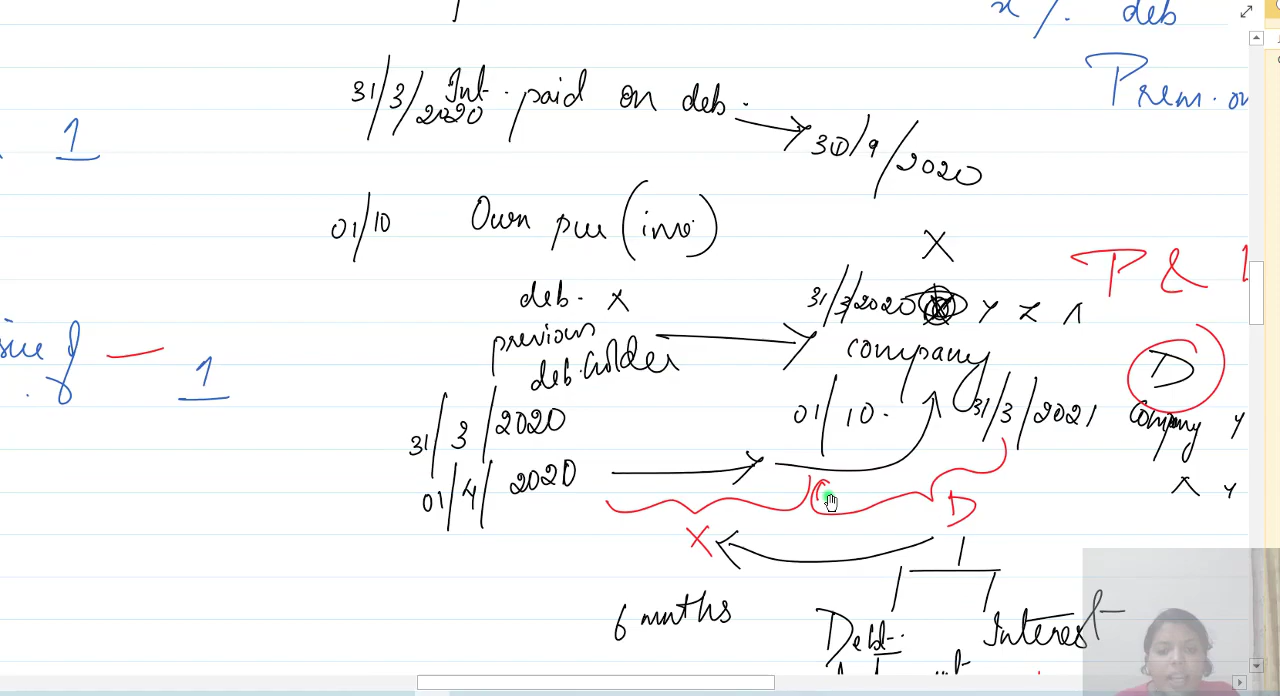 x % deb
31/3/2020 Int. paid on deb.
Prem. on
30/9/2020
1
01/10 Own pur (inv)
X
P &
deb. X
31/3/2020 Y Z A
previous
deb. holder
company
D
1
31/3/2020
01/10.
31/3/2021
Company Y
01/4/2020
X Y
D
X
6 months
Debt.
Interest